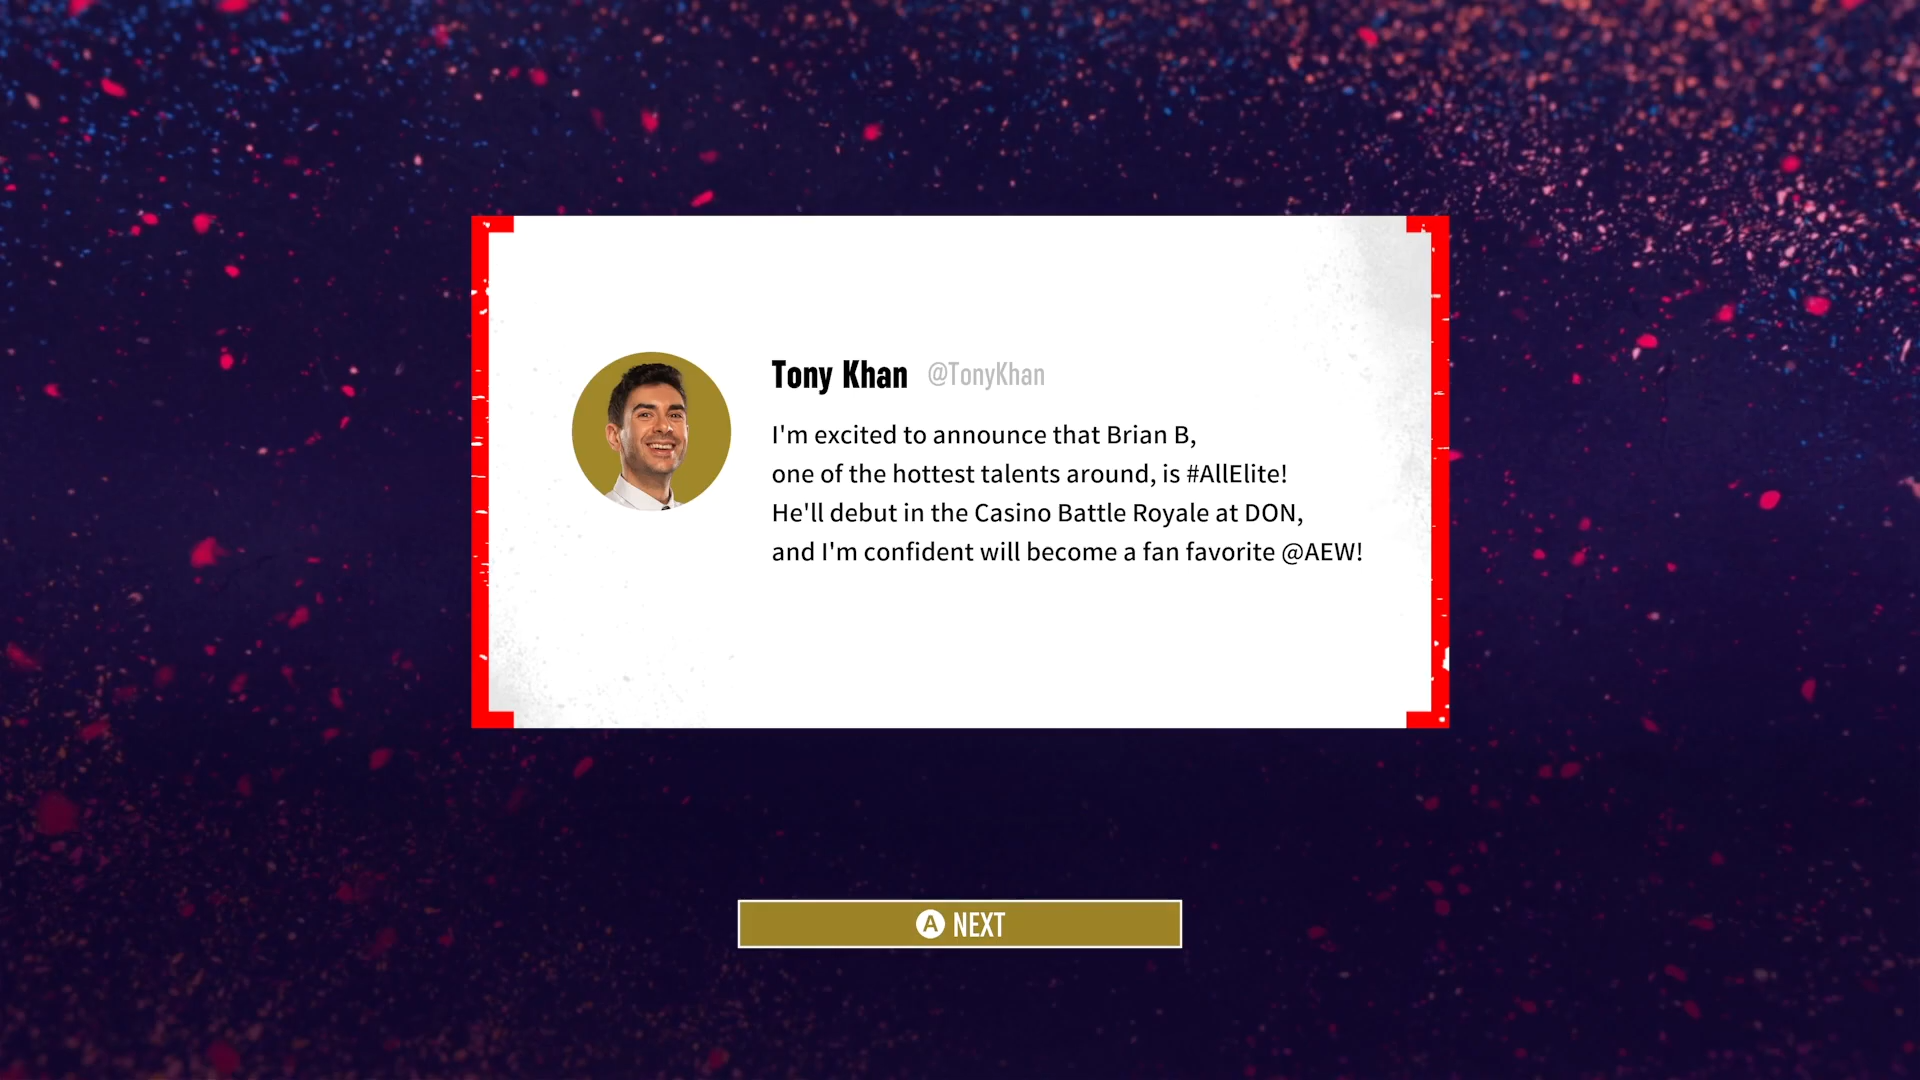 Tony Khan @TonyKhan
I'm excited to announce that Brian B,
one of the hottest talents around, is #AllElite!
He'll debut in the Casino Battle Royale at DON,
and I'm confident will become a fan favorite @AEW!
A NEXT